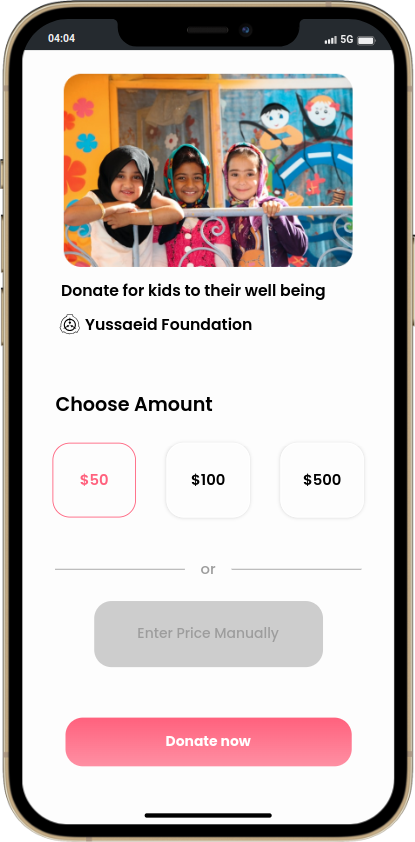 04:04
5G
Donate for kids to their well being
Yussaeid Foundation
Choose Amount
$50 $100 $500
or
Enter Price Manually
Donate now